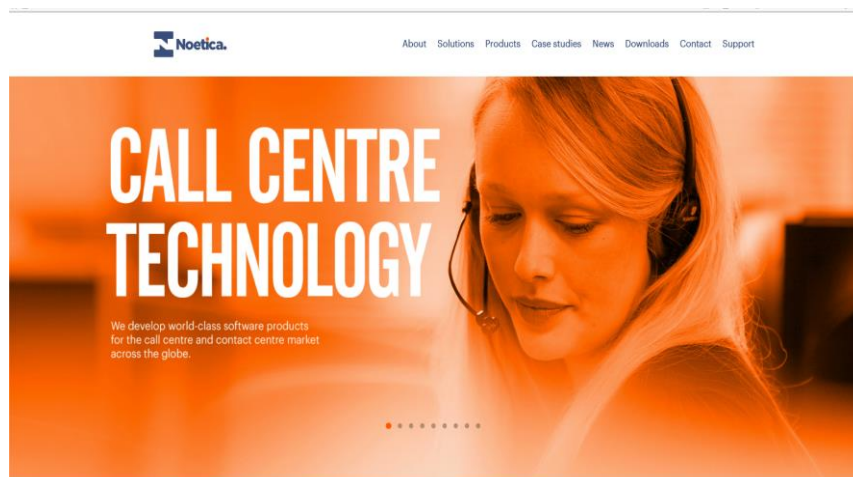 Noetica.
About Solutions Products Case studies News Downloads Contact Support
CALL CENTRE
TECHNOLOGY
We develop world-class software products
for the call centre and contact centre market
across the globe.